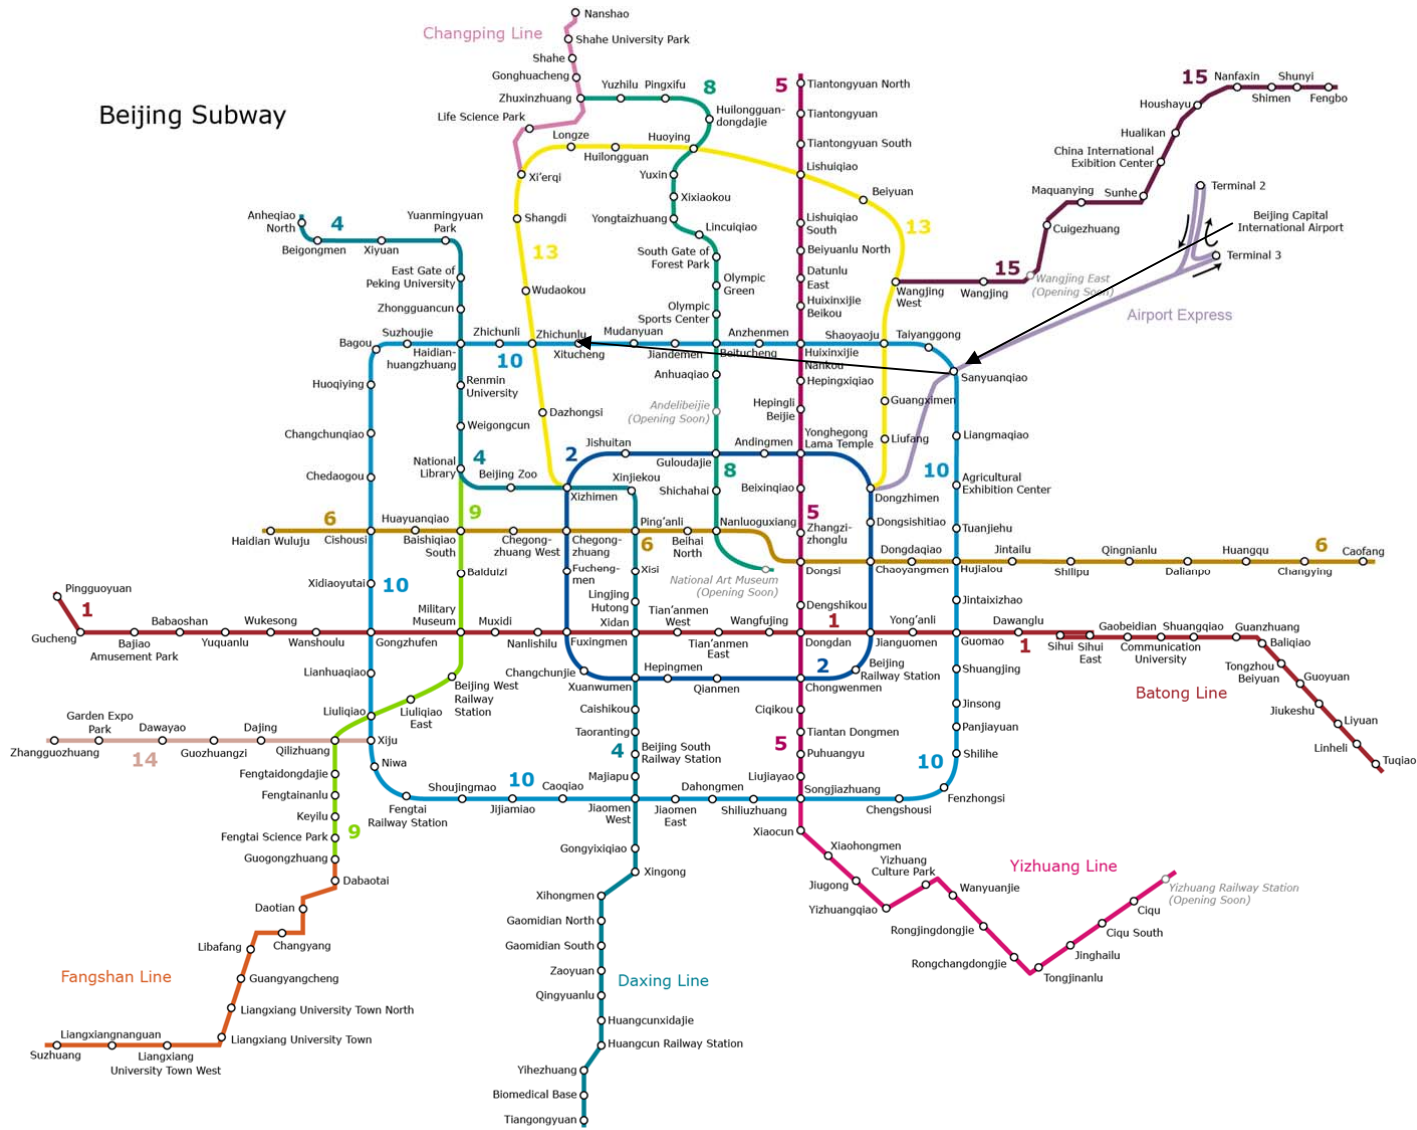 Nanshao
Changping Line
Shahe University Park
Shahe
Gonghuacheng
15
Nanfaxin
Shunyi
5
Tiantongyuan North
Yuzhilu
Pingxifu
8
Zhuxinzhuang
Shimen
Fengbo
Houshayu
Beijing Subway
Huilongguan-
dongdajie
Tiantongyuan
Life Science Park
Longze
Huoying
Hualikan
Tiantongyuan South
Huilongguan
China International
Exibition Center
Lishuiqiao
Xi'erqi
Yuxin
Beiyuan
Maquanying
Sunhe
Terminal 2
Xixiaokou
Anheqiao
North
4
Yuanmingyuan
Park
Shangdi
Yongtaizhuang
Lincuiqiao
Lishuiqiao
South
13
Cuigezhuang
Beijing Capital
International Airport
Beigongmen
Xiyuan
13
South Gate of
Forest Park
Beiyuanlu North
Terminal 3
East Gate of
Peking University
Datunlu
East
15
Wangjing East
(Opening Soon)
Olympic
Green
Wangjing
West
Wangjing
Wudaokou
Zhongguancun
Olympic
Sports Center
Huixinxijie
Beikou
Airport Express
Suzhoujie
Zhichunli
Zhichunlu
Mudanyuan
Anzhenmen
Shaoyaoju
Taiyanggong
Bagou
Haidian-
huangzhuang
10
Xitucheng
Jiandemen
Beitucheng
Huixinxijie
Nankou
Anhuaqiao
Sanyuanqiao
Huoqiying
Renmin
University
Hepingxiqiao
Andelibeijie
(Opening Soon)
Hepingli
Beijie
Guangximen
Dazhongsi
Changchunqiao
Weigongcun
Jishuitan
Andingmen
Yonghegong
Lama Temple
Liufang
Liangmaqiao
2
National
Library
4
Beijing Zoo
Xinjiekou
Guloudajie
8
10
Chedaogou
Agricultural
Exhibition Center
Xizhimen
Shichahai
Beixinqiao
Dongzhimen
9
5
6
Huayuanqiao
Ping'anli
Nanluoguxiang
Dongsishitiao
Tuanjiehu
Haidian Wuluju
Cishousi
Baishiqiao
South
Chegong-
zhuang West
Chegong-
zhuang
6
Beihai
North
Zhangzi-
zhonglu
Dongdaqiao
Jintailu
Qingnianlu
Huangqu
6
Caofang
Dongsi
Chaoyangmen
Hujialou
Shilipu
Dalianpo
Changying
Xidiaoyutai
10
Balduizi
Fucheng-
men
Xisi
National Art Museum
(Opening Soon)
Pingguoyuan
1
Lingjing
Hutong
Dengshikou
Jintaixizhao
Babaoshan
Wukesong
Military
Museum
Muxidi
Tian'anmen
West
Wangfujing
1
Yong'anli
Dawanglu
Gaobeidian
Shuangqiao
Guanzhuang
Gucheng
Bajiao
Amusement Park
Yuquanlu
Wanshoulu
Gongzhufen
Nanlishilu
Fuxingmen
Xidan
Tian'anmen
East
Dongdan
Jianguomen
Guomao
1
Sihui
Sihui
East
Communication
University
Baliqiao
Lianhuaqiao
Changchunjie
Hepingmen
2
Beijing
Railway Station
Shuangjing
Tongzhou
Beiyuan
Beijing West
Railway
Station
Xuanwumen
Qianmen
Chongwenmen
Guoyuan
Batong Line
Liuliqiao
Liuliqiao
East
Caishikou
Ciqikou
Jinsong
Jiukeshu
Liyuan
Garden Expo
Park
Dawayao
Dajing
Taoranting
Tiantan Dongmen
Panjiayuan
Zhangguozhuang
14
Guozhuangzi
Qilizhuang
Xiju
4
Beijing South
Railway Station
5
Puhuangyu
10
Shilihe
Linheli
Tuqiao
Niwa
Fengtaidongdajie
Shoujingmao
10
Caoqiao
Majiapu
Dahongmen
Liujiayao
Songjiazhuang
Fengtainanlu
Fengtai
Railway Station
Jijiamiao
Jiaomen
West
Jiaomen
East
Shiliuzhuang
Chengshousi
Fenzhongsi
Keyilu
Fengtai Science Park
9
Xiaocun
Guogongzhuang
Gongyixiqiao
Xiaohongmen
Yizhuang
Culture Park
Yizhuang Line
Dabaotai
Xingong
Jiugong
Wanyuanjie
Yizhuang Railway Station
(Opening Soon)
Daotian
Xihongmen
Yizhuangqiao
Ciqu
Libafang
Changyang
Gaomidian North
Rongjingdongjie
Ciqu South
Gaomidian South
Jinghailu
Fangshan Line
Guangyangcheng
Zaoyuan
Daxing Line
Rongchangdongjie
Tongjinanlu
Qingyuanlu
Liangxiang University Town North
Huangcunxidajie
Liangxiangnanguan
Liangxiang University Town
Huangcun Railway Station
Suzhuang
Liangxiang
University Town West
Yihezhuang
Biomedical Base
Tiangongyuan